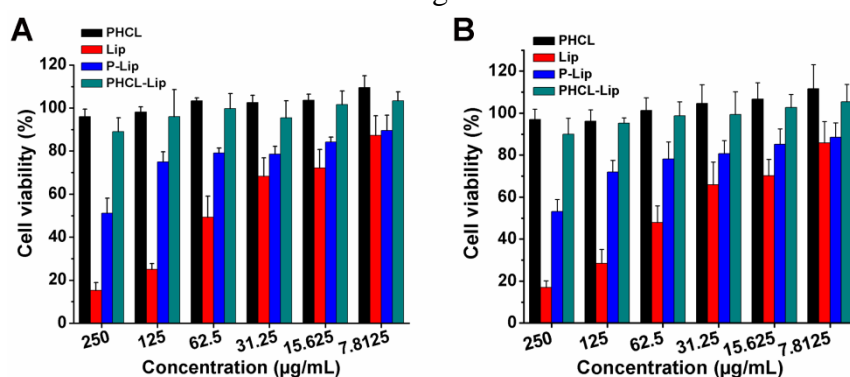 A
PHCL
Lip
P-Lip
PHCL-Lip
Cell viability (%)
120
100
80
60
40
20
0
250 125 62.5 31.25 15.625 7.8125
Concentration (µg/mL)
B
PHCL
Lip
P-Lip
PHCL-Lip
Cell viability (%)
120
100
80
60
40
20
0
250 125 62.5 31.25 15.625 7.8125
Concentration (µg/mL)